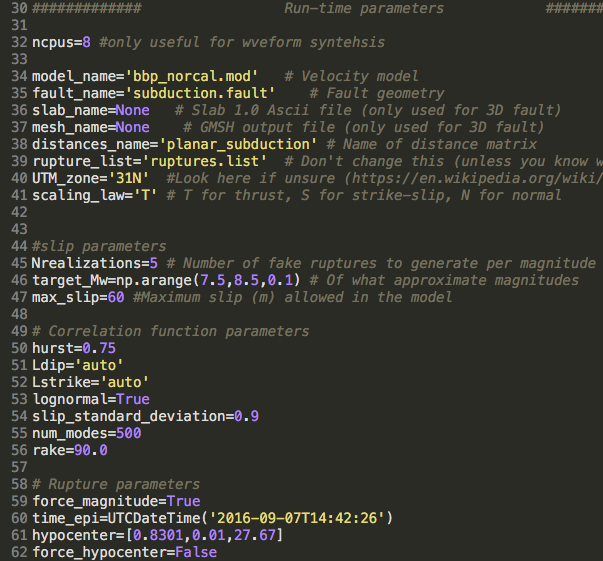 30 ############# Run-time parameters #######
31
32 ncpus=8 #only useful for wveform syntehsis
33
34 model_name='bbp_norcal.mod' # Velocity model
35 fault_name='subduction.fault' # Fault geometry
36 slab_name=None # Slab 1.0 Ascii file (only used for 3D fault)
37 mesh_name=None # GMSH output file (only used for 3D fault)
38 distances_name='planar_subduction' # Name of distance matrix
39 rupture_list='ruptures.list' # Don't change this (unless you know w
40 UTM_zone='31N' #Look here if unsure (https://en.wikipedia.org/wiki/
41 scaling_law='T' # T for thrust, S for strike-slip, N for normal
42
43
44 #slip parameters
45 Nrealizations=5 # Number of fake ruptures to generate per magnitude
46 target_Mw=np.arange(7.5,8.5,0.1) # Of what approximate magnitudes
47 max_slip=60 #Maximum slip (m) allowed in the model
48
49 # Correlation function parameters
50 hurst=0.75
51 Ldip='auto'
52 Lstrike='auto'
53 lognormal=True
54 slip_standard_deviation=0.9
55 num_modes=500
56 rake=90.0
57
58 # Rupture parameters
59 force_magnitude=True
60 time_epi=UTCDateTime('2016-09-07T14:42:26')
61 hypocenter=[0.8301,0.01,27.67]
62 force_hypocenter=False